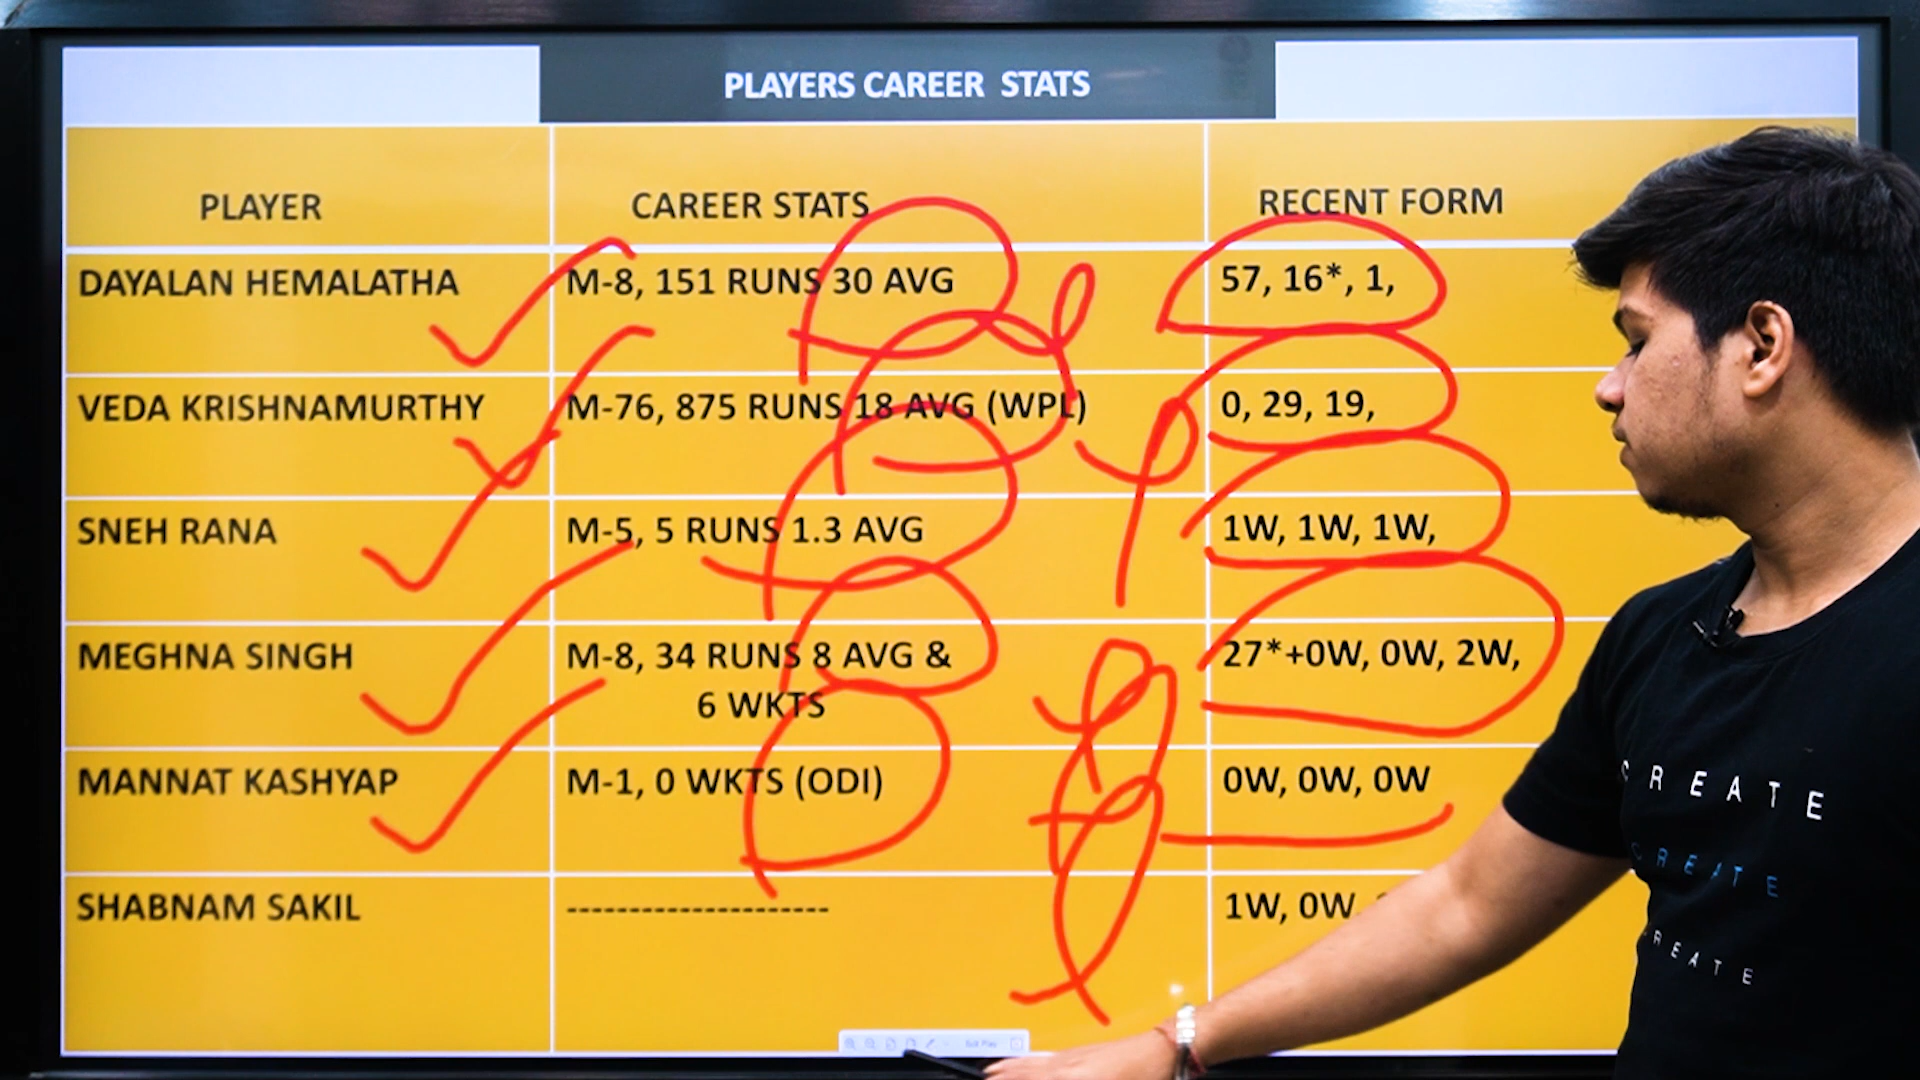 PLAYERS CAREER STATS
PLAYER CAREER STATS RECENT FORM
DAYALAN HEMALATHA M-8, 151 RUNS 30 AVG 57, 16*, 1,
VEDA KRISHNAMURTHY M-76, 875 RUNS 18 AVG (WPL) 0, 29, 19,
SNEH RANA M-5, 5 RUNS 1.3 AVG 1W, 1W, 1W,
MEGHNA SINGH M-8, 34 RUNS 8 AVG & 27*+0W, 0W, 2W,
6 WKTS
MANNAT KASHYAP M-1, 0 WKTS (ODI) 0W, 0W, 0W
SHABNAM SAKIL -------------------- 1W, 0W,
CREATE
CREATE
CREATE